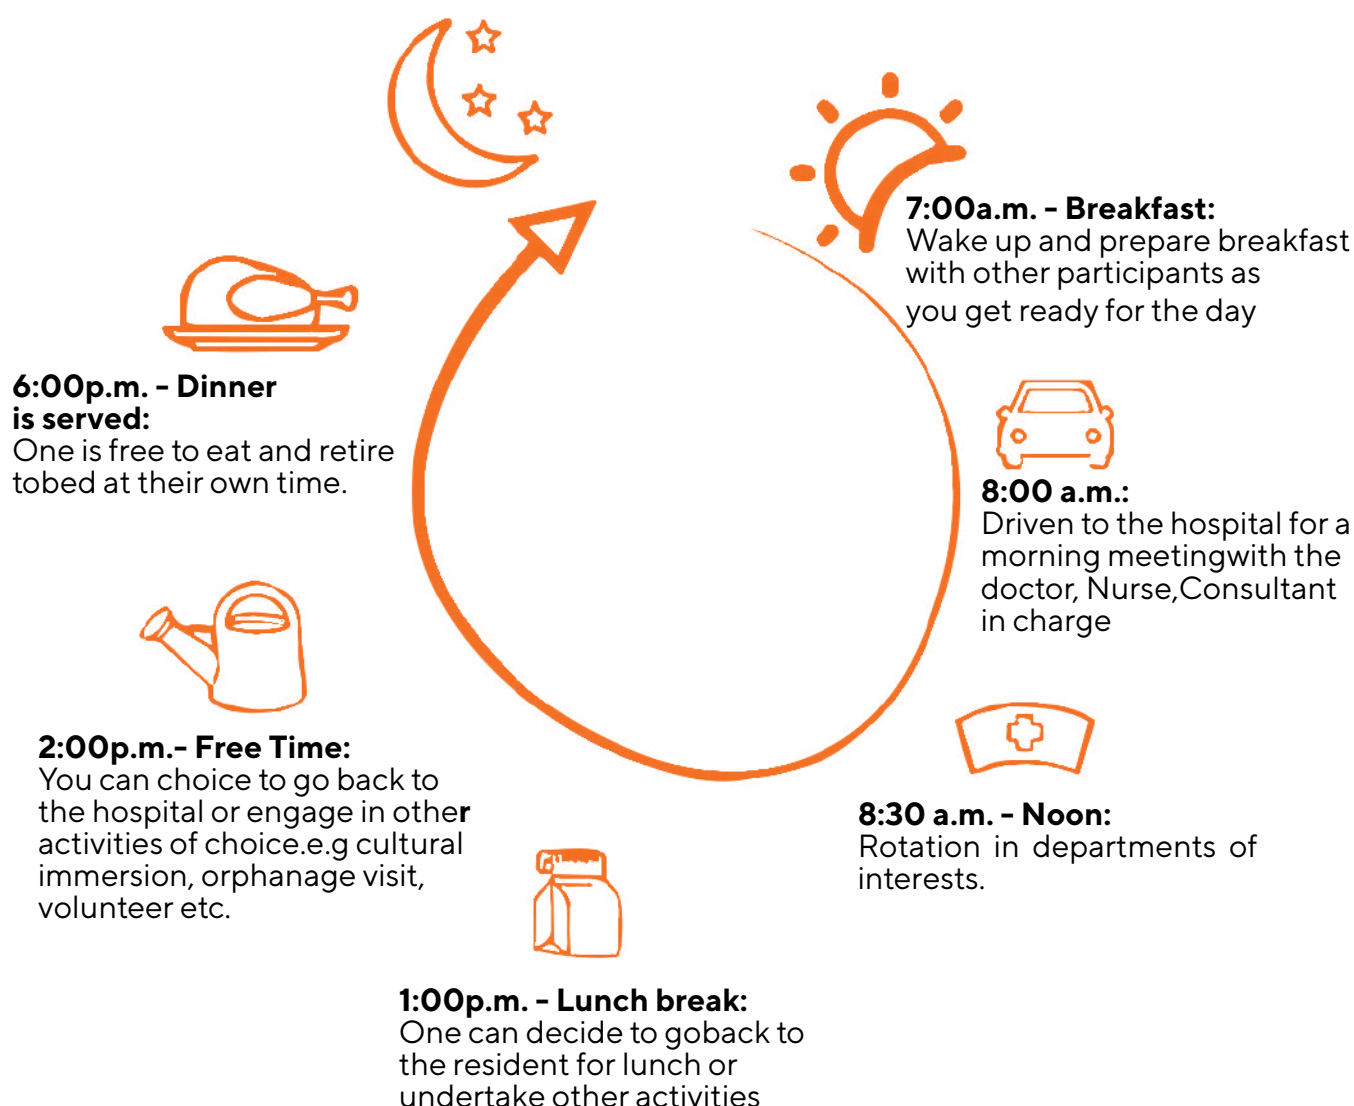 7:00a.m. - Breakfast:
Wake up and prepare breakfast
with other participants as
you get ready for the day
8:00 a.m.:
Driven to the hospital for a
morning meetingwith the
doctor, Nurse,Consultant
in charge
8:30 a.m. - Noon:
Rotation in departments of
interests.
1:00p.m. - Lunch break:
One can decide to goback to
the resident for lunch or
undertake other activities
2:00p.m.- Free Time:
You can choice to go back to
the hospital or engage in other
activities of choice.e.g cultural
immersion, orphanage visit,
volunteer etc.
6:00p.m. - Dinner
is served:
One is free to eat and retire
tobed at their own time.